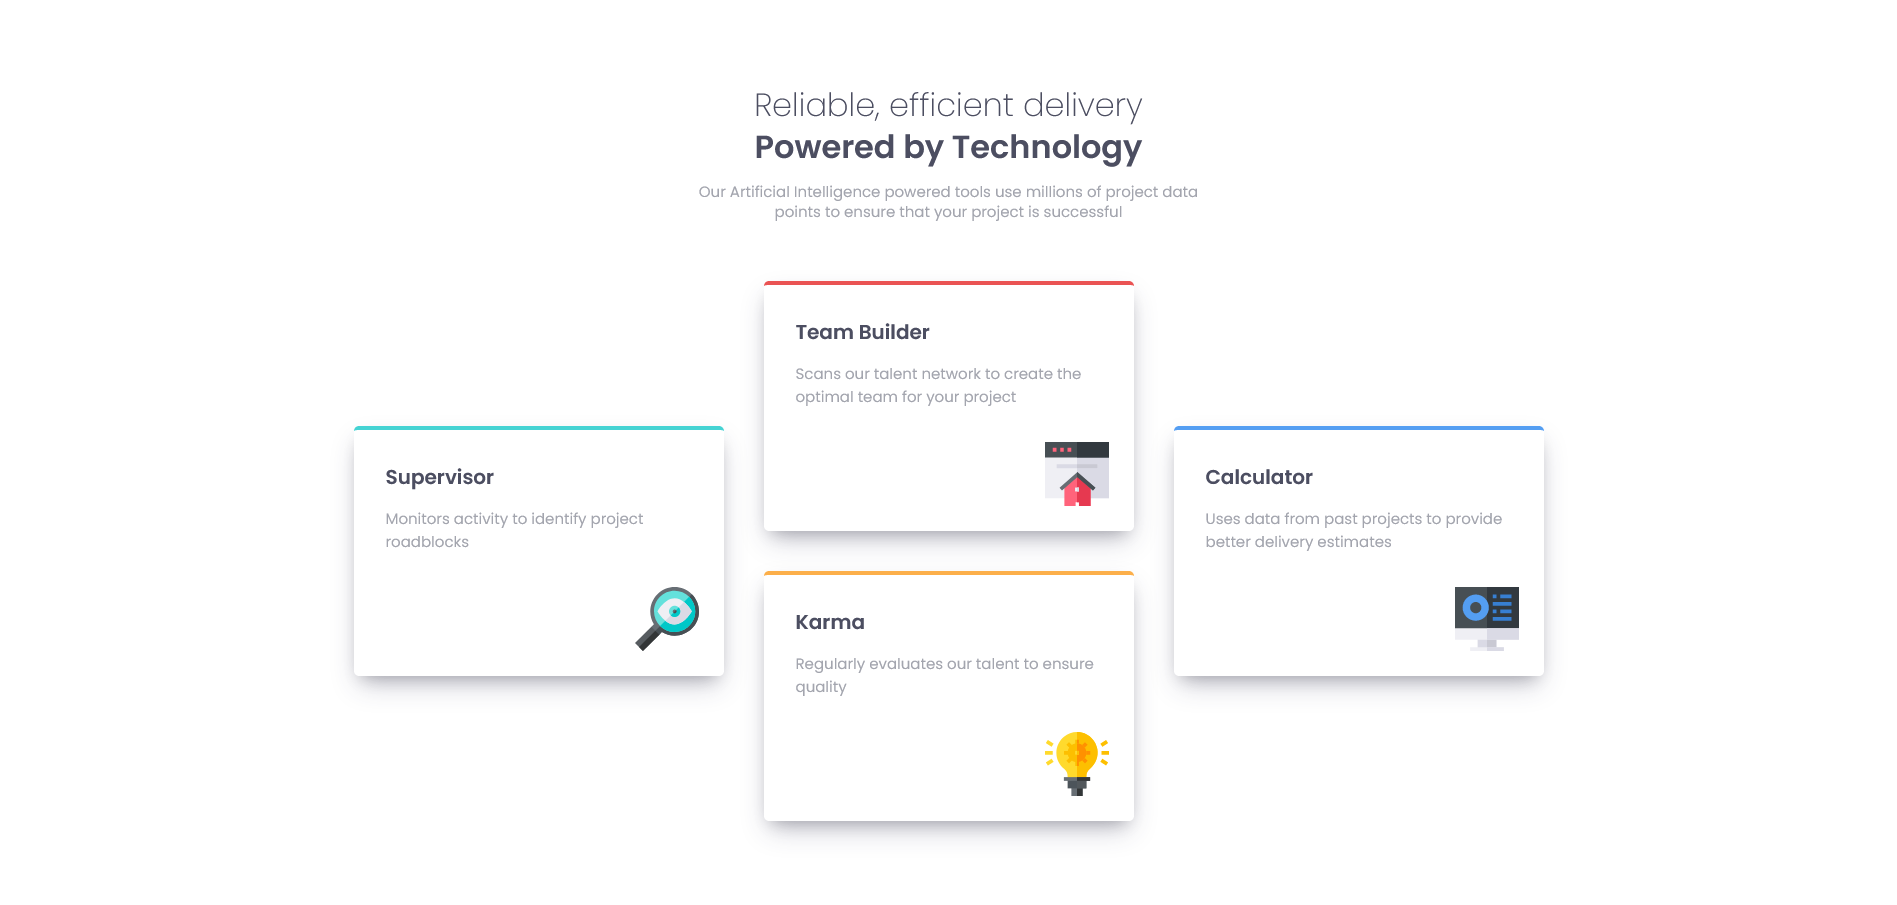 Reliable, efficient delivery
Powered by Technology
Our Artificial Intelligence powered tools use millions of project data
points to ensure that your project is successful
Team Builder
Scans our talent network to create the
optimal team for your project
Supervisor
Monitors activity to identify project
roadblocks
Calculator
Uses data from past projects to provide
better delivery estimates
Karma
Regularly evaluates our talent to ensure
quality